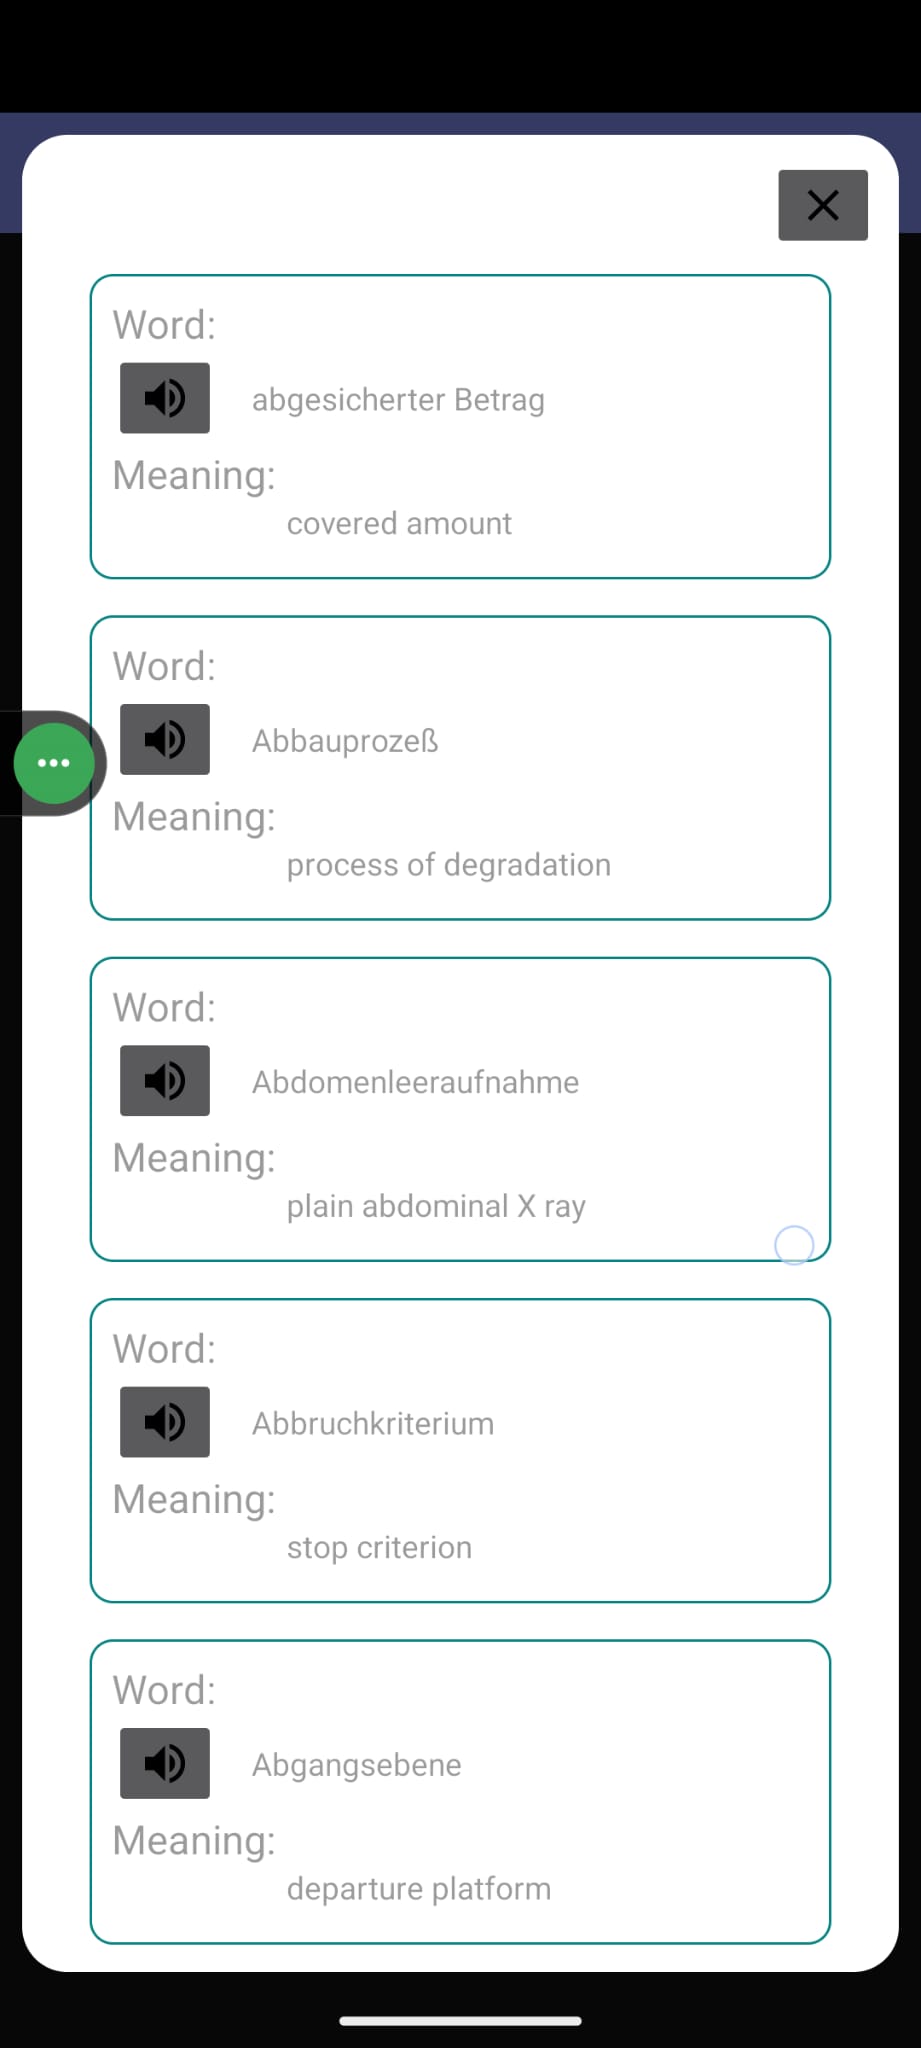 Word:
abgesicherter Betrag
Meaning:
covered amount
Word:
Abbauprozeß
Meaning:
process of degradation
Word:
Abdomenleeraufnahme
Meaning:
plain abdominal X ray
Word:
Abbruchkriterium
Meaning:
stop criterion
Word:
Abgangsebene
Meaning:
departure platform